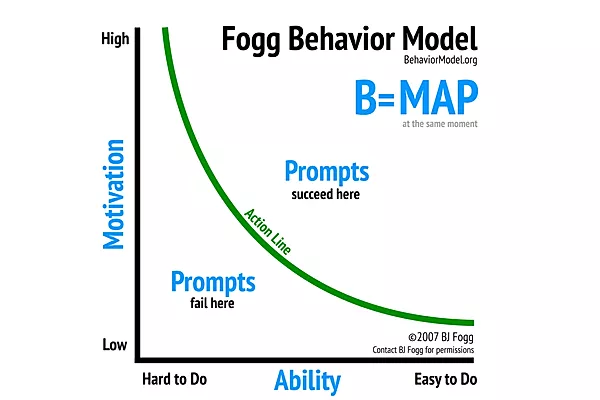 High
Fogg Behavior Model
BehaviorModel.org
B=MAP
at the same moment
Motivation
Prompts
succeed here
Action Line
Prompts
fail here
©2007 BJ Fogg
Contact BJ Fogg for permissions
Low
Hard to Do
Ability
Easy to Do